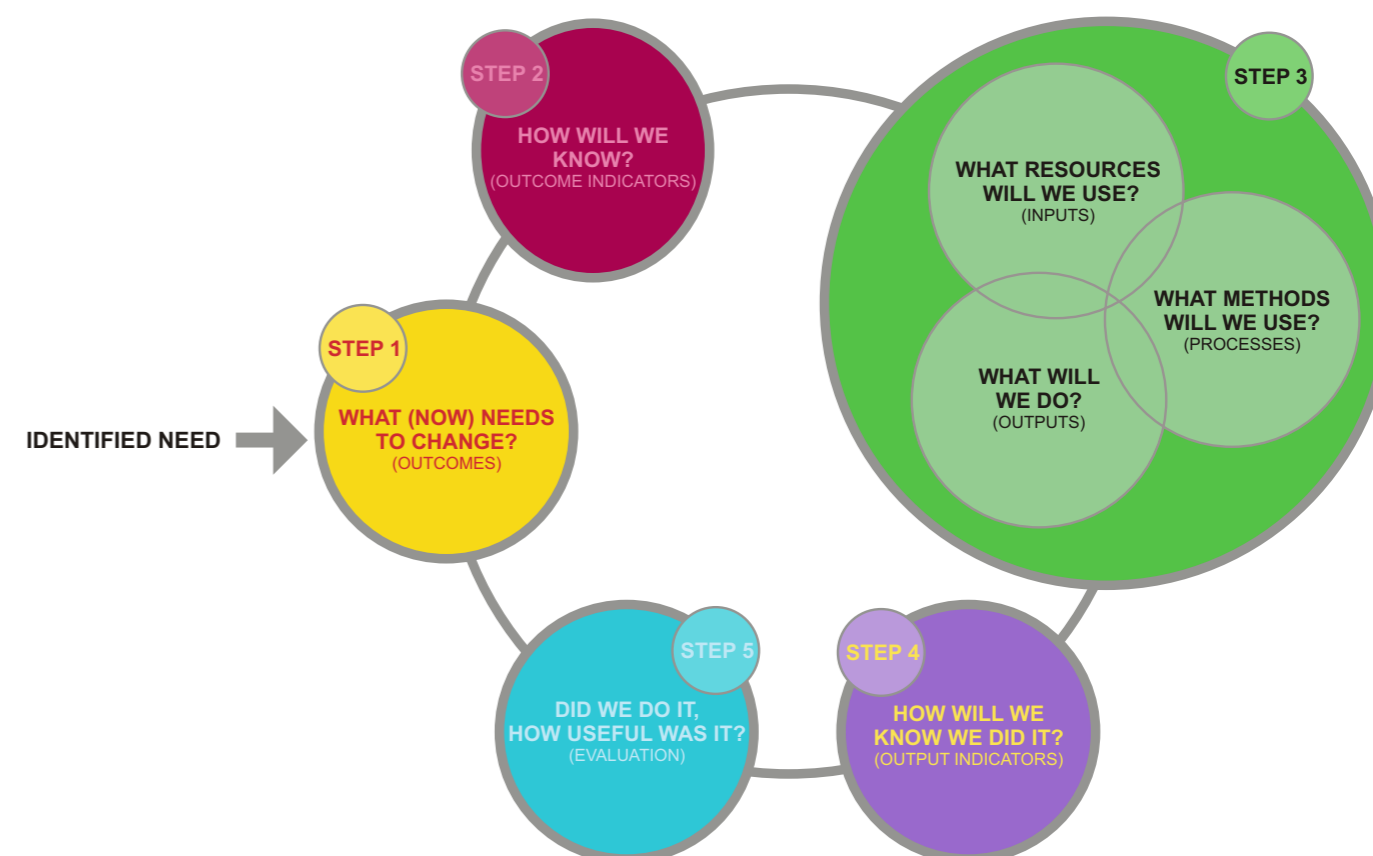 IDENTIFIED NEED
STEP 1
WHAT (NOW) NEEDS
TO CHANGE?
(OUTCOMES)
STEP 2
HOW WILL WE
KNOW?
(OUTCOME INDICATORS)
STEP 3
WHAT RESOURCES
WILL WE USE?
(INPUTS)
WHAT METHODS
WILL WE USE?
(PROCESSES)
WHAT WILL
WE DO?
(OUTPUTS)
STEP 4
HOW WILL WE
KNOW WE DID IT?
(OUTPUT INDICATORS)
STEP 5
DID WE DO IT,
HOW USEFUL WAS IT?
(EVALUATION)